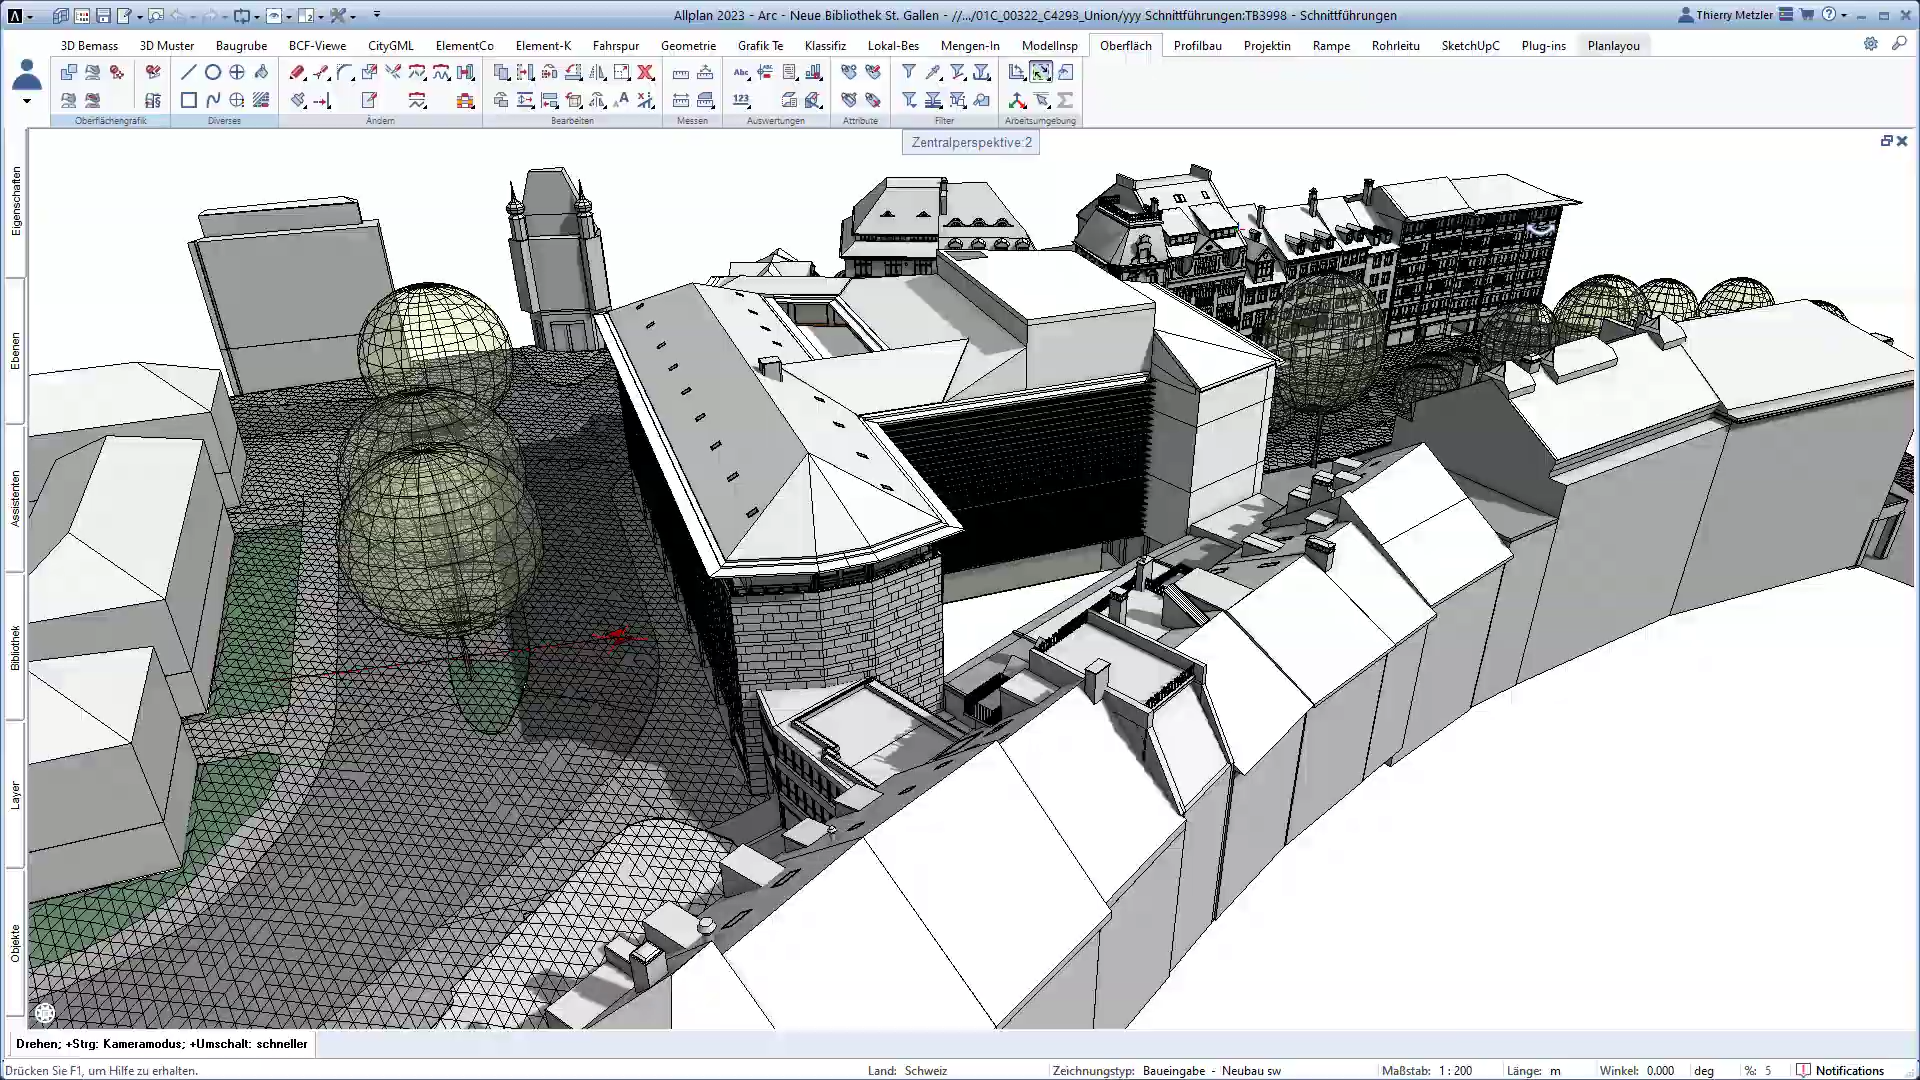 Allplan 2023 - Arc - Neue Bibliothek St. Gallen - //.../01C_00322_C4293_Union/yyy Schnittführungen:TB3998 - Schnittführungen
Thierry Metzler
3D Bemass 3D Muster Baugrube BCF-Viewe CityGML ElementCo Element-K Fahrspur Geometrie Grafik Te Klassifiz Lokal-Bes Mengen-In ModelInsp Oberfläch Profilbau Projektin Rampe Rohrleitu SketchUpC Plug-ins Planlayou
Abc
123
Oberflächengrafik Diverses Ändern Bearbeiten Messen Auswertungen Attribute Filter Arbeitsumgebung
Zentralperspektive:2
Eigenschaften
Ebenen
Assistenten
Bibliothek
Layer
Objekte
Drehen; +Strg: Kameramodus; +Umschalt: schneller
Drücken Sie F1, um Hilfe zu erhalten. Land: Schweiz Zeichnungstyp: Baueingabe - Neubau sw Maßstab: 1 : 200 Länge: m Winkel: 0.000 deg %: 5 Notifications